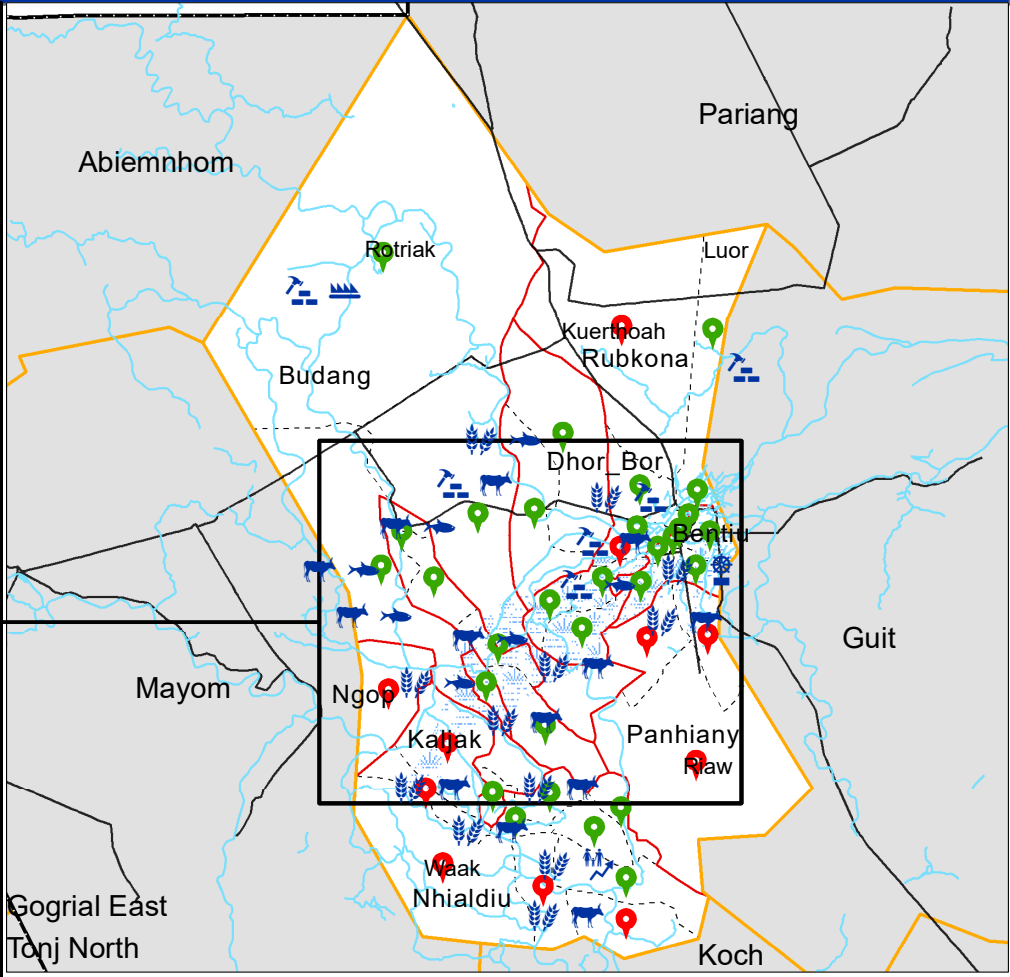 Pariang
Abiemnhom
Rotriak
Luor
Kuerthoah
Rubkona
Budang
Dhor_Bor
Bentiu
Guit
Mayom
Ngop
Kaljak
Panhiany
Riaw
Waak
Nhialdiu
Gogrial East
Tonj North
Koch